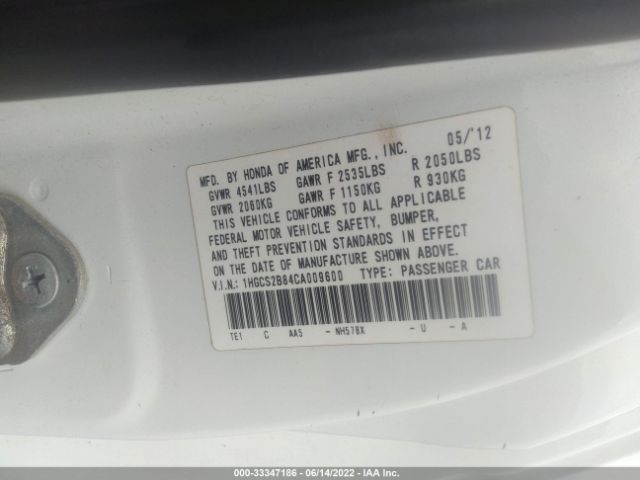 MFD. BY HONDA OF AMERICA MFG., INC. 05/'12
GVWR 4541LBS GAWR F 2535LBS R 2050LBS
GVWR 2060KG GAWR F 1150KG R 930KG
THIS VEHICLE CONFORMS TO ALL APPLICABLE
FEDERAL MOTOR VEHICLE SAFETY, BUMPER,
AND THEFT PREVENTION STANDARDS IN EFFECT
ON THE DATE OF MANUFACTURE SHOWN ABOVE.
V.I.N.: 1HGCS2B84CA009600 TYPE: PASSENGER CAR
TE1 C AA5 - NH578X - U - A
000-33347186 - 06/14/2022 - IAA Inc.